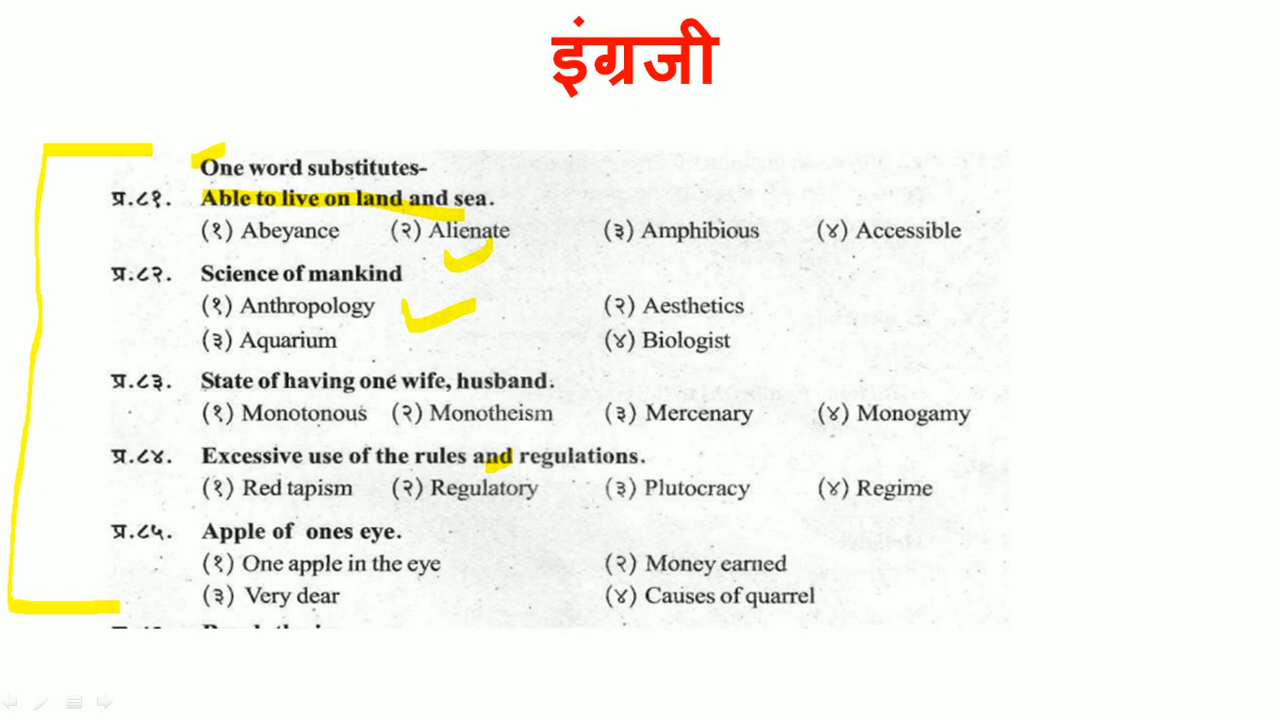 इंग्रजी
One word substitutes-
प्र.८१. Able to live on land and sea.
(१) Abeyance (२) Alienate (३) Amphibious (४) Accessible
प्र.८२. Science of mankind
(१) Anthropology (२) Aesthetics
(३) Aquarium (४) Biologist
प्र.८३. State of having one wife, husband.
(१) Monotonous (२) Monotheism (३) Mercenary (४) Monogamy
प्र.८४. Excessive use of the rules and regulations.
(१) Red tapism (२) Regulatory (३) Plutocracy (४) Regime
प्र.८५. Apple of ones eye.
(१) One apple in the eye (२) Money earned
(३) Very dear (४) Causes of quarrel